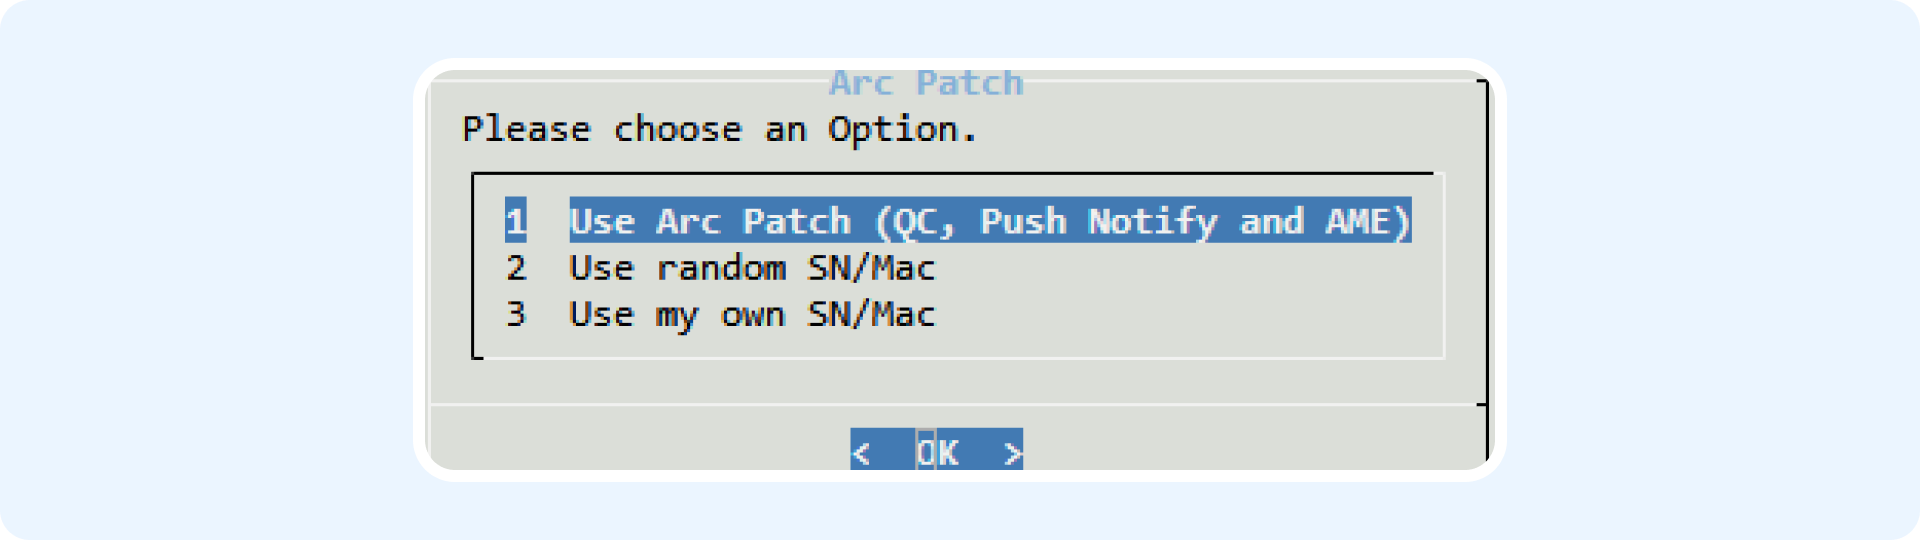 Arc Patch
Please choose an Option.
1 Use Arc Patch (QC, Push Notify and AME)
2 Use random SN/Mac
3 Use my own SN/Mac
< OK >